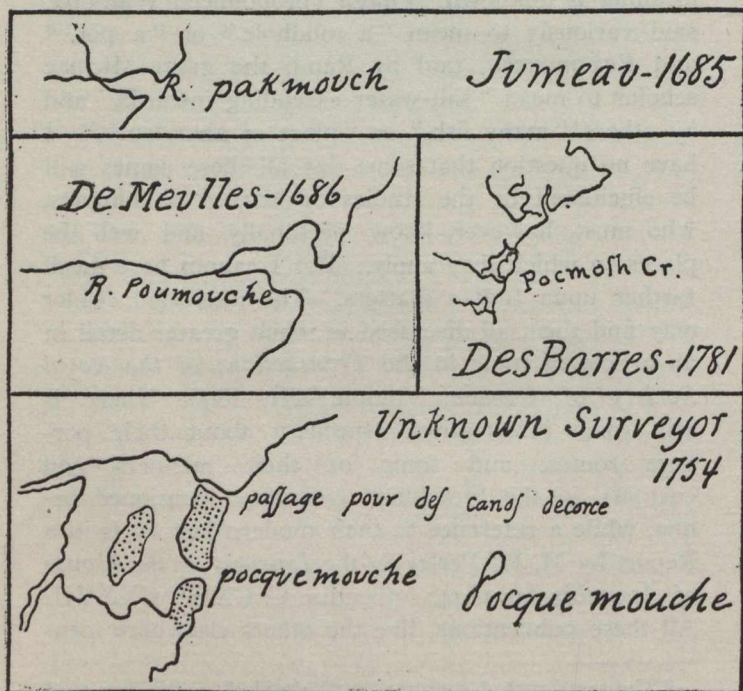 R. pakmouch
Jumeau-1685
De Meulles-1686
R. Poumouche
pocmosh Cr.
DesBarres-1781
Unknown Surveyor
1754
paſſage pour deſ canos decorce
pocquemouche
Pocque mouche